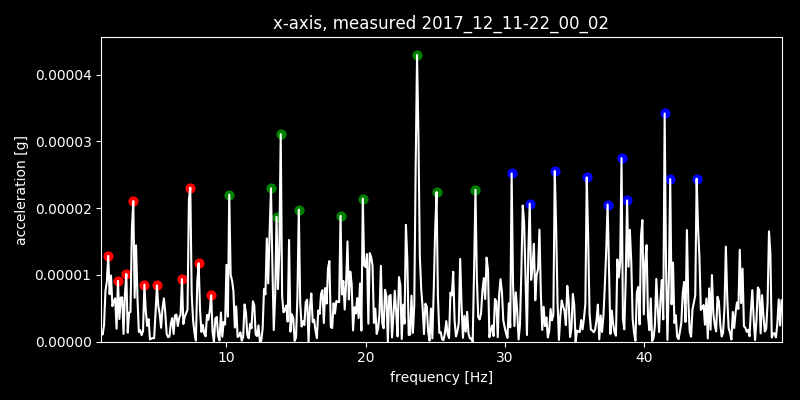 x-axis, measured 2017_12_11-22_00_02
acceleration [g]
0.00004
0.00003
0.00002
0.00001
0.00000
10 20 30 40
frequency [Hz]